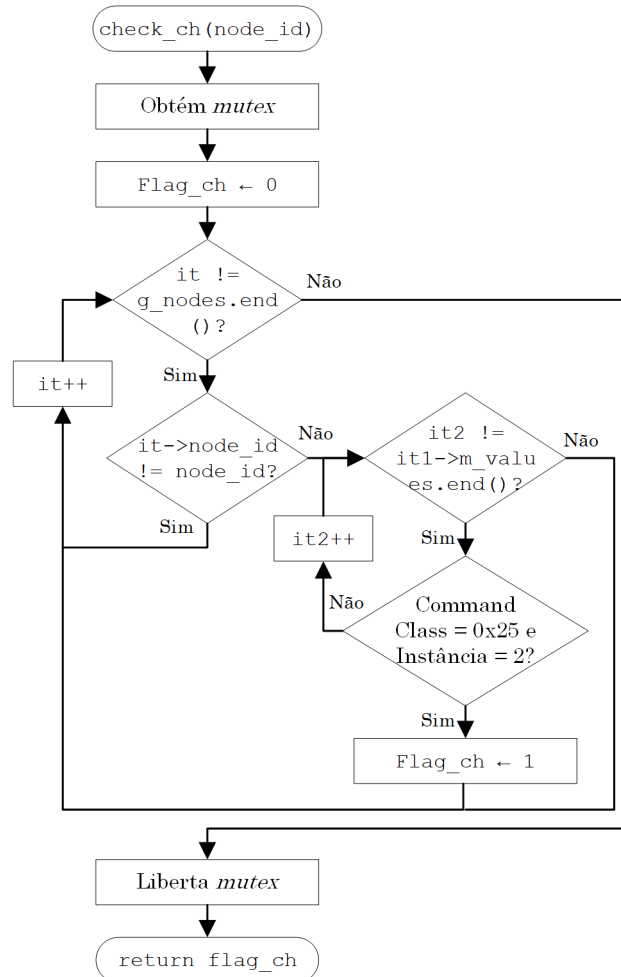 check_ch(node_id)
Obtém mutex
Flag_ch ← 0
it !=
g_nodes.end
()?
Não
Sim
it++
it->node_id
!= node_id?
Não
Sim
it2 !=
it1->m_valu
es.end()?
Não
Sim
it2++
Command
Class = 0x25 e
Instância = 2?
Não
Sim
Flag_ch ← 1
Liberta mutex
return flag_ch